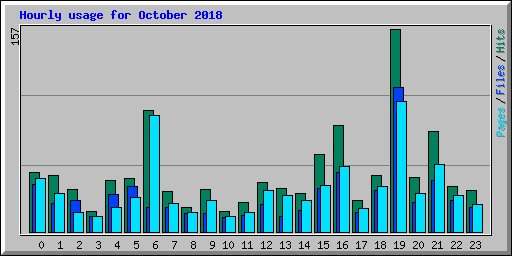 Hourly usage for October 2018
157
Pages/Files/Hits
0 1 2 3 4 5 6 7 8 9 10 11 12 13 14 15 16 17 18 19 20 21 22 23